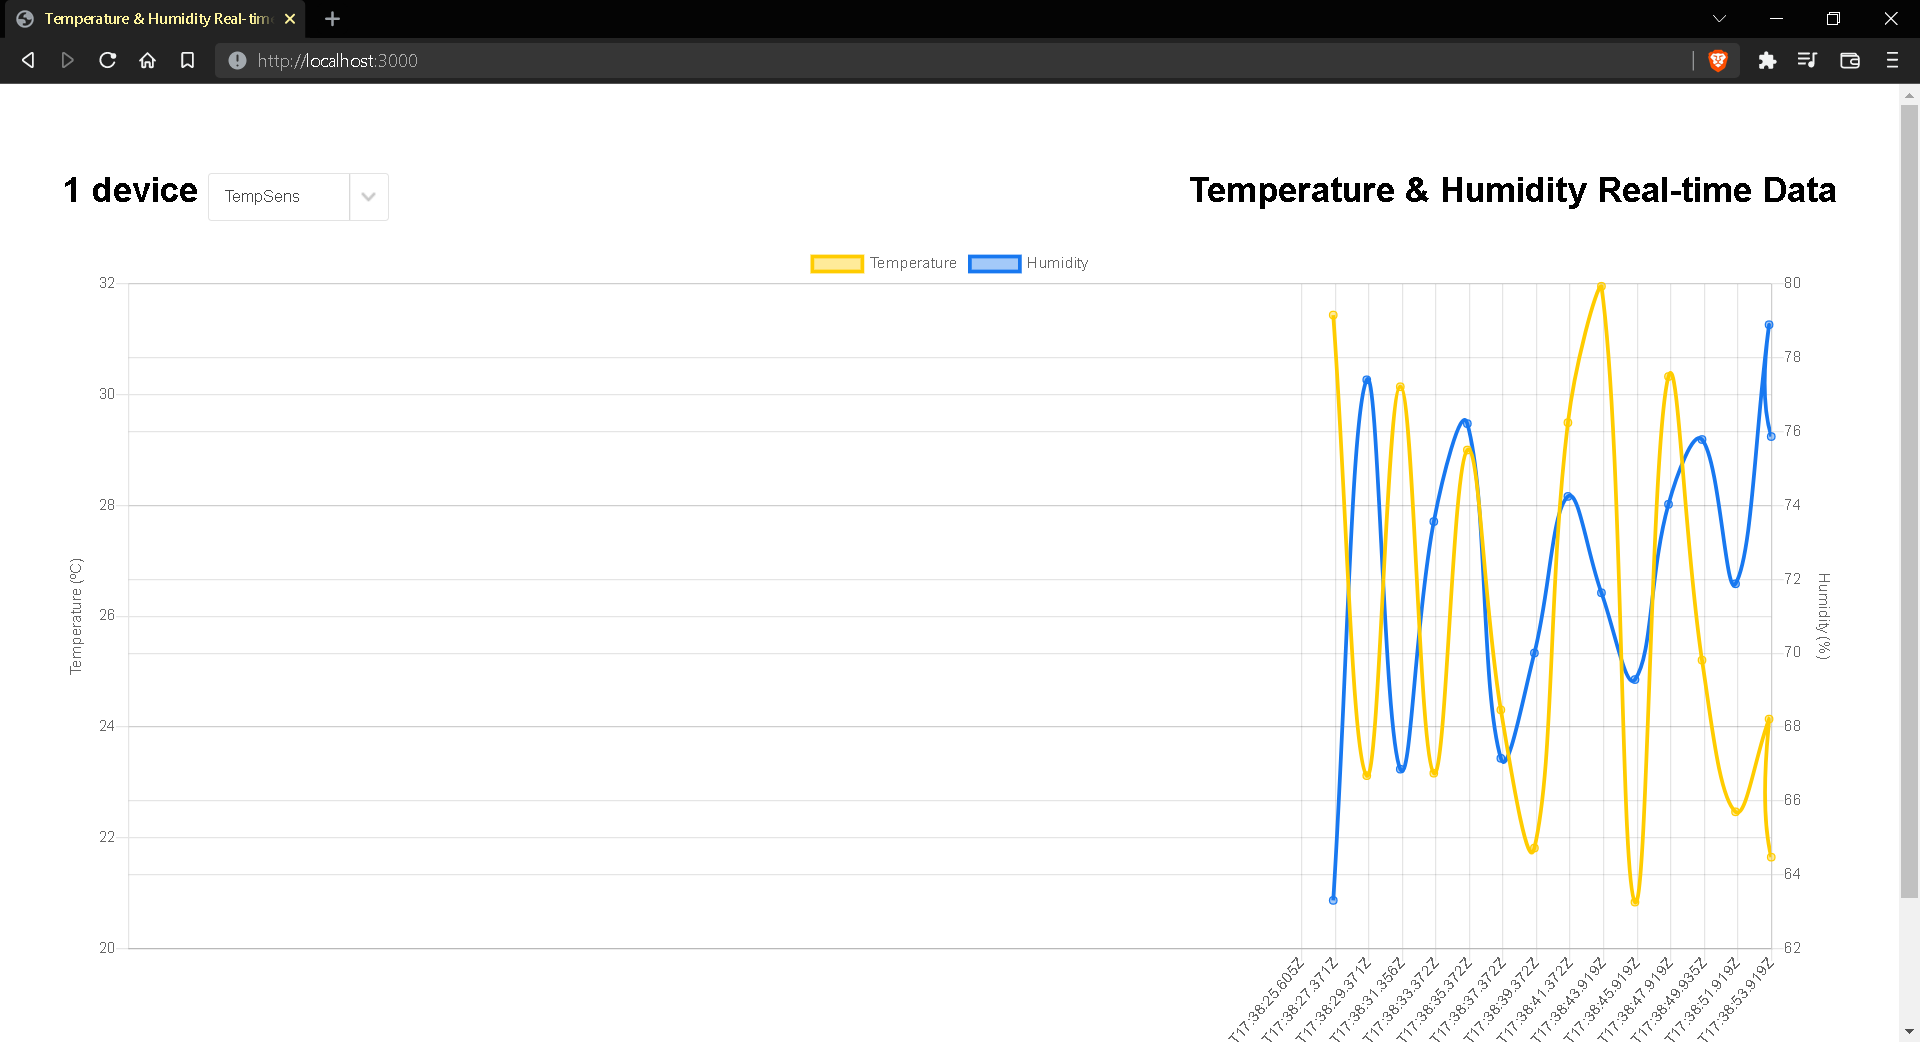 Temperature & Humidity Real-tim
http://localhost:3000
1 device
TempSens
Temperature & Humidity Real-time Data
Temperature
Humidity
32
30
28
26
24
22
20
Temperature (ºC)
80
78
76
74
72
70
68
66
64
62
Humidity (%)
T17:38:25.605Z
T17:38:27.371Z
T17:38:29.371Z
T17:38:31.356Z
T17:38:33.372Z
T17:38:35.372Z
T17:38:37.372Z
T17:38:39.372Z
T17:38:41.372Z
T17:38:43.919Z
T17:38:45.919Z
T17:38:47.919Z
T17:38:49.935Z
T17:38:51.919Z
T17:38:53.919Z